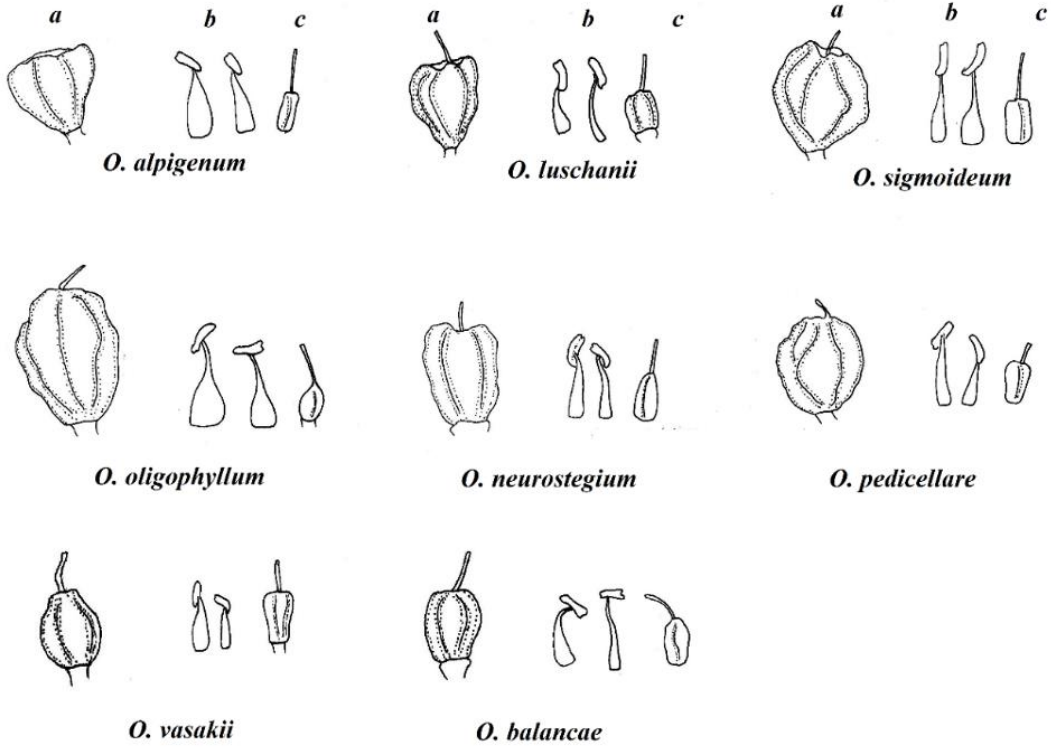 a b c a b c a b c
O. alpigenum O. luschanii O. sigmoideum
O. oligophyllum O. neurostegium O. pedicellare
O. vasakii O. balancae